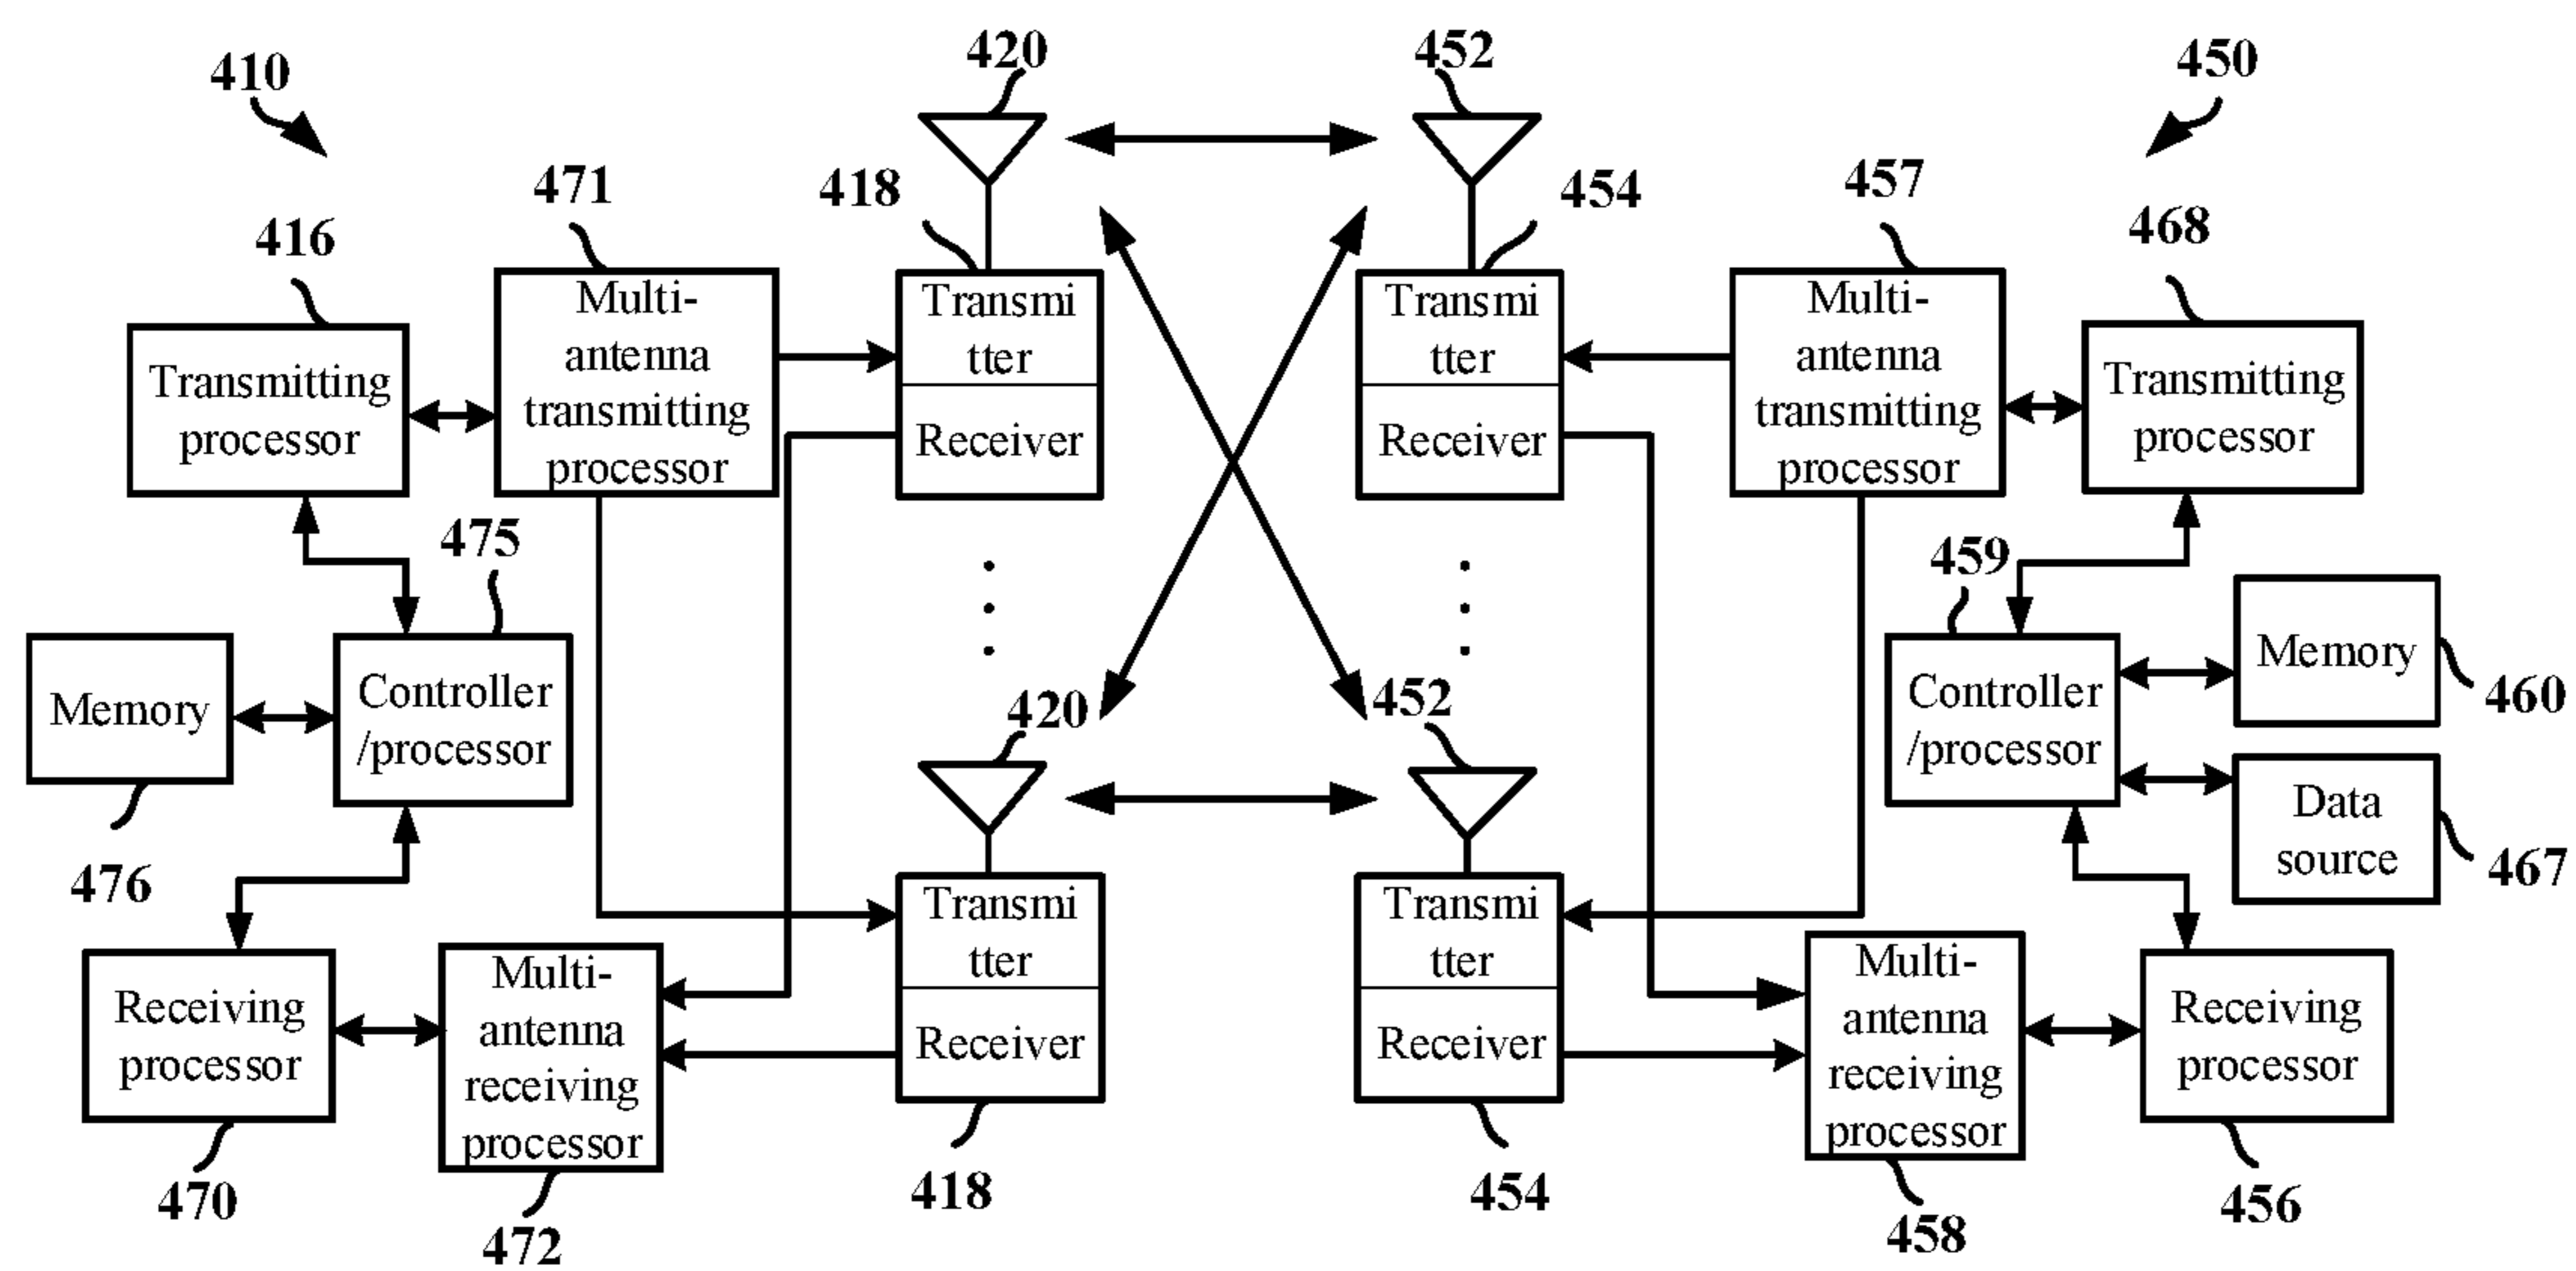 410
420
452
450
471
418
454
457
468
416
Multi-
antenna
transmitting
processor
Transmi
tter
Receiver
Transmi
tter
Receiver
Multi-
antenna
transmitting
processor
Transmitting
processor
Transmitting
processor
475
459
Memory
Controller
/processor
420
452
Controller
/processor
Memory
460
476
Data
source
467
Receiving
processor
Multi-
antenna
receiving
processor
Transmi
tter
Receiver
Transmi
tter
Receiver
Multi-
antenna
receiving
processor
Receiving
processor
470
472
418
454
458
456